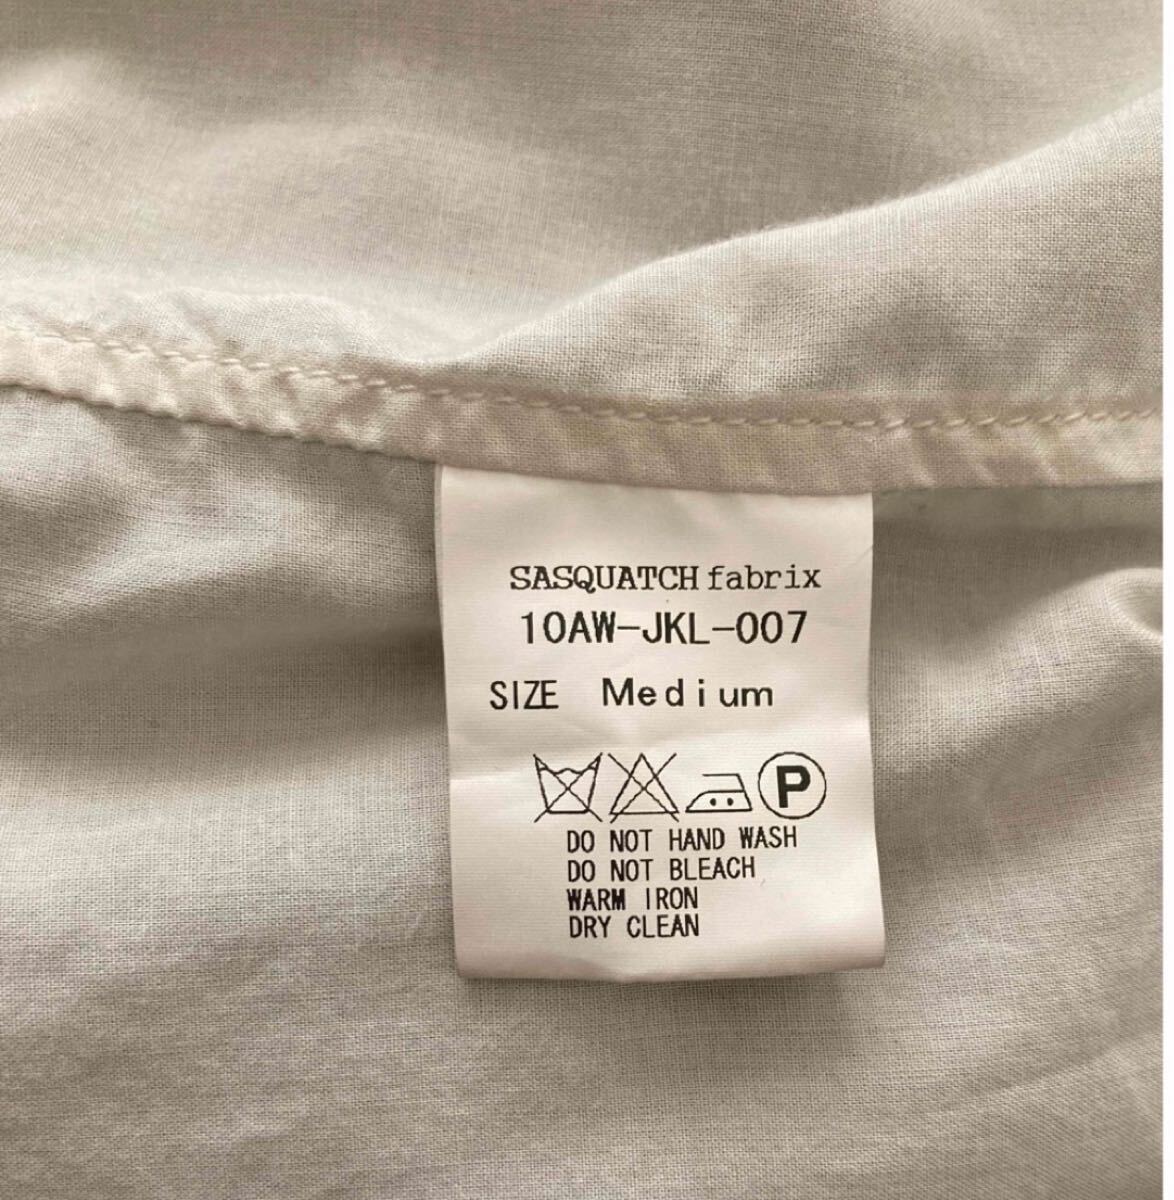 SASQUATCH fabrix
10AW-JKL-007
SIZE Medium
P
DO NOT HAND WASH
DO NOT BLEACH
WARM IRON
DRY CLEAN